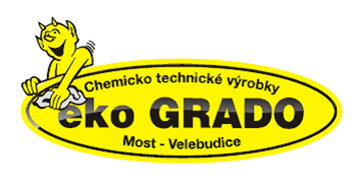 Chemicko technické výrobky
eko GRADO
Most - Velebudice